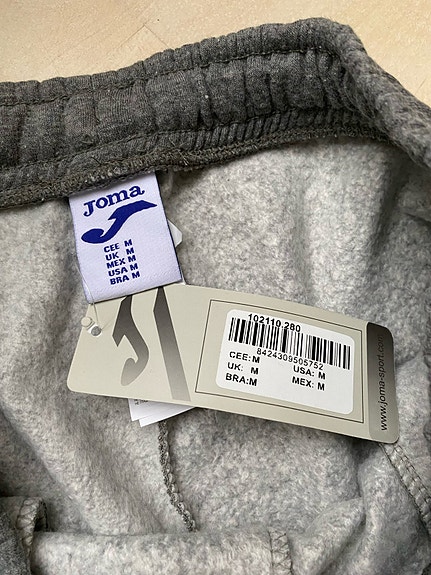 Joma
CEE M
UK M
MEX M
USA M
BRA M
102110.280
8424309505752
CEE: M USA: M
UK: M MEX: M
BRA: M
www.joma-sport.com